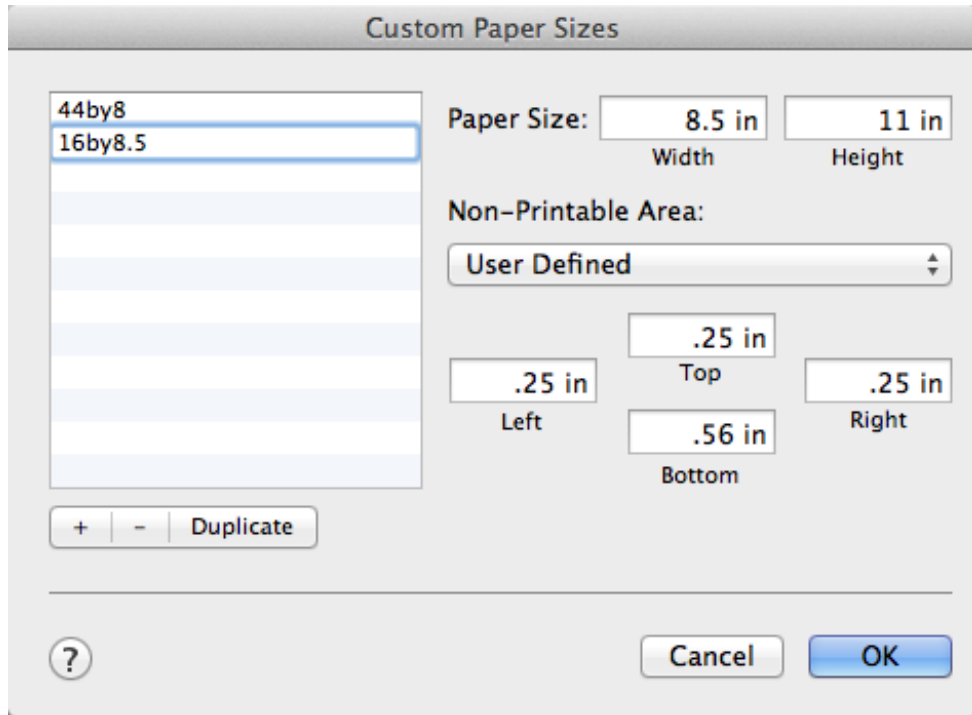 Custom Paper Sizes
44by8
16by8.5
Paper Size: 8.5 in 11 in
Width Height
Non-Printable Area:
User Defined
.25 in
Top
.25 in .25 in
Left Right
.56 in
Bottom
+ - Duplicate
? Cancel OK